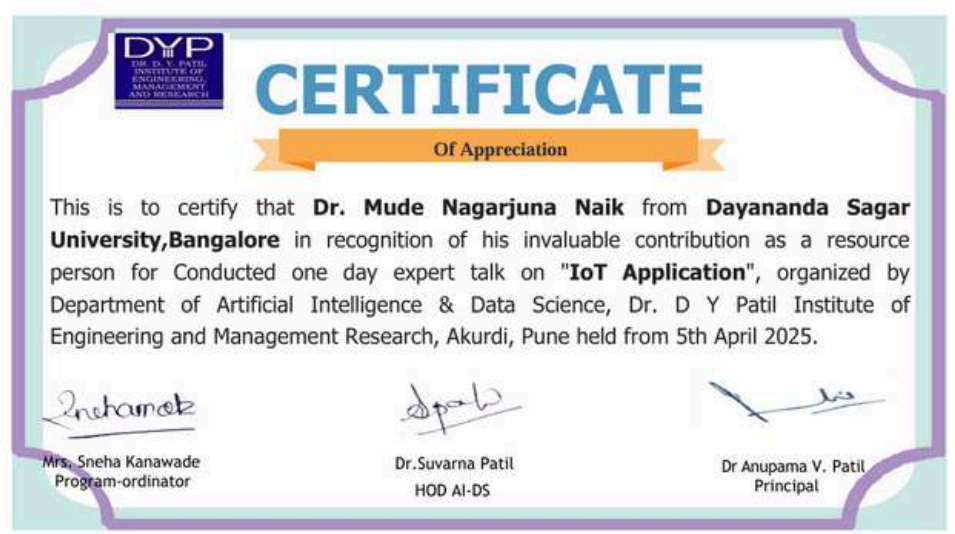 DYP
DR. D. Y. PATIL
INSTITUTE OF
ENGINEERING,
MANAGEMENT
AND RESEARCH
CERTIFICATE
Of Appreciation
This is to certify that Dr. Mude Nagarjuna Naik from Dayananda Sagar
University,Bangalore in recognition of his invaluable contribution as a resource
person for Conducted one day expert talk on "IoT Application", organized by
Department of Artificial Intelligence & Data Science, Dr. D Y Patil Institute of
Engineering and Management Research, Akurdi, Pune held from 5th April 2025.
Mrs. Sneha Kanawade
Program-ordinator
Dr.Suvarna Patil
HOD AI-DS
Dr Anupama V. Patil
Principal